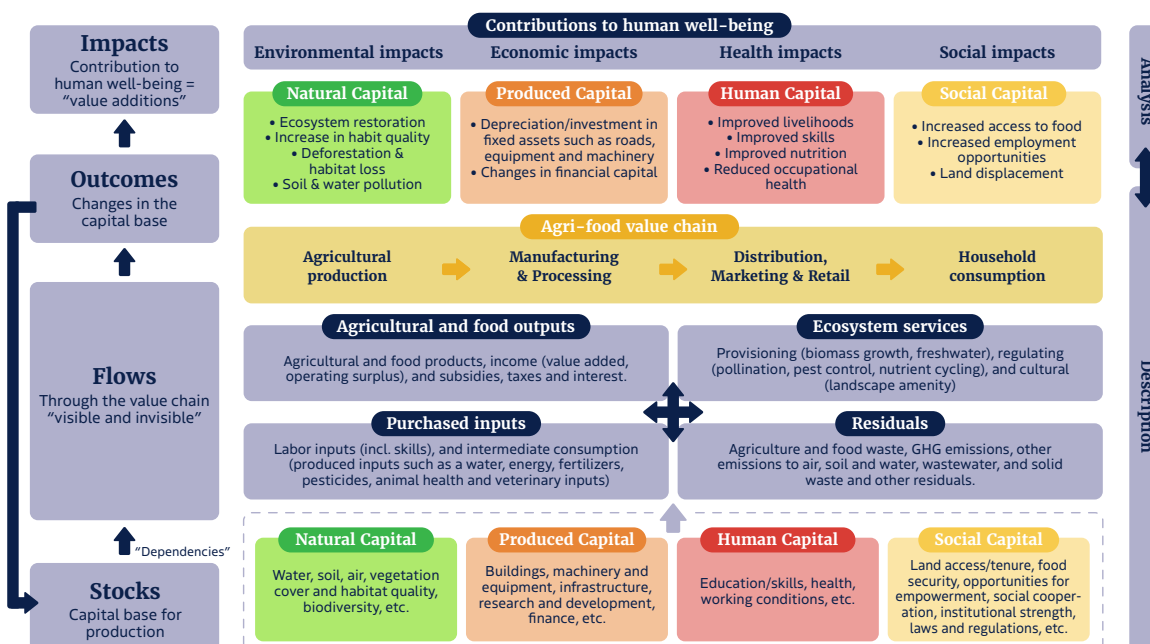 Impacts
Contribution to
human well-being =
“value additions”
Outcomes
Changes in the
capital base
Flows
Through the value chain
“visible and invisible”
“Dependencies”
Stocks
Capital base for
production
Contributions to human well-being
Environmental impacts
Economic impacts
Health impacts
Social impacts
Natural Capital
• Ecosystem restoration
• Increase in habit quality
• Deforestation &
habitat loss
• Soil & water pollution
Produced Capital
• Depreciation/investment in
fixed assets such as roads,
equipment and machinery
• Changes in financial capital
Human Capital
• Improved livelihoods
• Improved skills
• Improved nutrition
• Reduced occupational
health
Social Capital
• Increased access to food
• Increased employment
opportunities
• Land displacement
Agri-food value chain
Agricultural
production
Manufacturing
& Processing
Distribution,
Marketing & Retail
Household
consumption
Agricultural and food outputs
Agricultural and food products, income (value added,
operating surplus), and subsidies, taxes and interest.
Ecosystem services
Provisioning (biomass growth, freshwater), regulating
(pollination, pest control, nutrient cycling), and cultural
(landscape amenity)
Purchased inputs
Labor inputs (incl. skills), and intermediate consumption
(produced inputs such as a water, energy, fertilizers,
pesticides, animal health and veterinary inputs)
Residuals
Agriculture and food waste, GHG emissions, other
emissions to air, soil and water, wastewater, and solid
waste and other residuals.
Natural Capital
Water, soil, air, vegetation
cover and habitat quality,
biodiversity, etc.
Produced Capital
Buildings, machinery and
equipment, infrastructure,
research and development,
finance, etc.
Human Capital
Education/skills, health,
working conditions, etc.
Social Capital
Land access/tenure, food
security, opportunities for
empowerment, social cooper-
ation, institutional strength,
laws and regulations, etc.
Analysis
Description